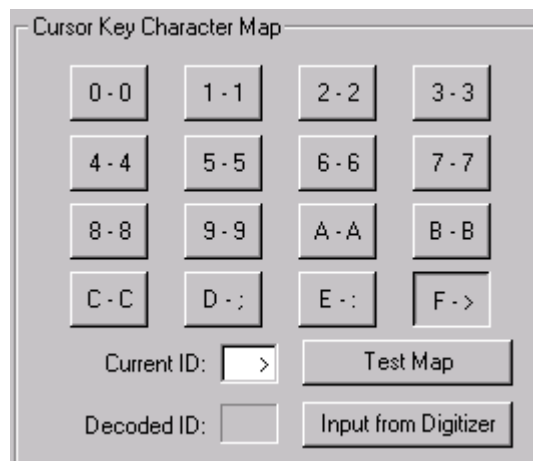 Cursor Key Character Map
0 - 0 1 - 1 2 - 2 3 - 3
4 - 4 5 - 5 6 - 6 7 - 7
8 - 8 9 - 9 A - A B - B
C - C D - ; E - : F - >
Current ID: > Test Map
Decoded ID: Input from Digitizer